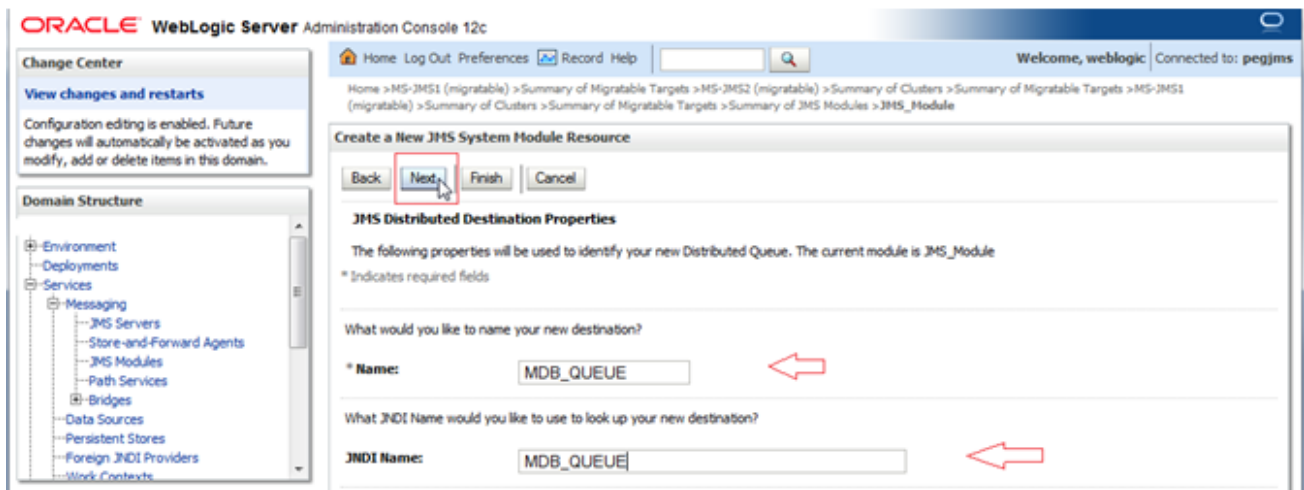 ORACLE WebLogic Server Administration Console 12c
Change Center
View changes and restarts
Configuration editing is enabled. Future
changes will automatically be activated as you
modify, add or delete items in this domain.
Domain Structure
Environment
Deployments
Services
Messaging
JMS Servers
Store-and-Forward Agents
JMS Modules
Path Services
Bridges
Data Sources
Persistent Stores
Foreign JNDI Providers
Work Contexts
Home Log Out Preferences Record Help
Welcome, weblogic Connected to: pegjms
Home >MS-JMS1 (migratable) >Summary of Migratable Targets >MS-JMS2 (migratable) >Summary of Clusters >Summary of Migratable Targets >MS-JMS1
(migratable) >Summary of Clusters >Summary of Migratable Targets >Summary of JMS Modules >JMS_Module
Create a New JMS System Module Resource
Back Next Finish Cancel
JMS Distributed Destination Properties
The following properties will be used to identify your new Distributed Queue. The current module is JMS_Module
* Indicates required fields
What would you like to name your new destination?
* Name: MDB_QUEUE
What JNDI Name would you like to use to look up your new destination?
JNDI Name: MDB_QUEUE